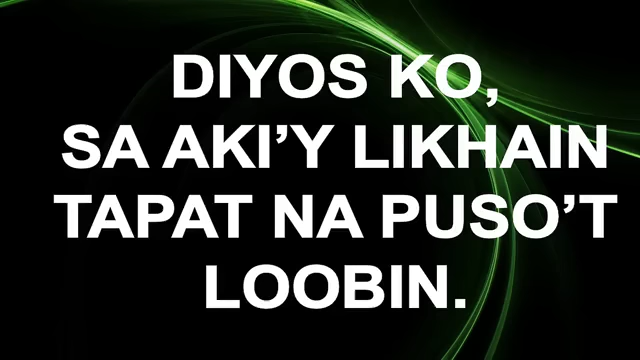 DIYOS KO,
SA AKI’Y LIKHAIN
TAPAT NA PUSO’T
LOOBIN.